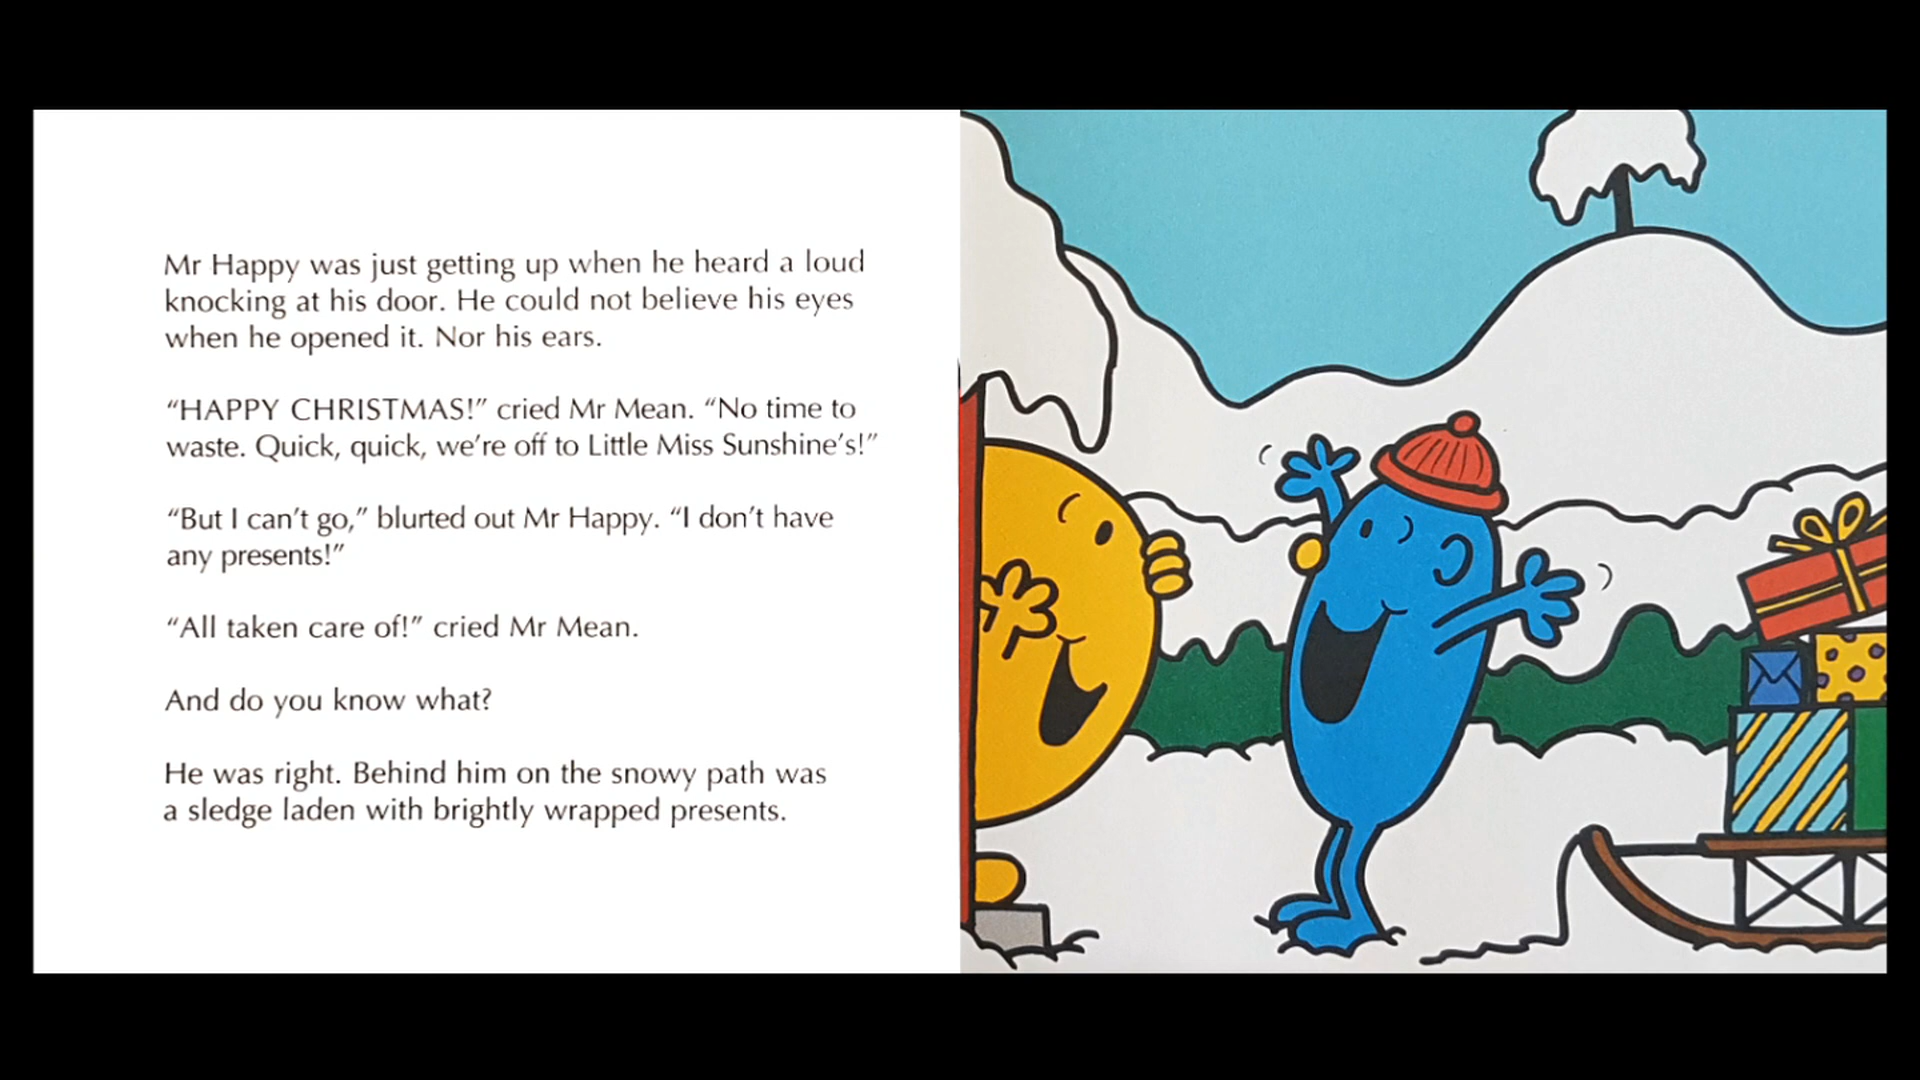 Mr Happy was just getting up when he heard a loud
knocking at his door. He could not believe his eyes
when he opened it. Nor his ears.
“HAPPY CHRISTMAS!” cried Mr Mean. “No time to
waste. Quick, quick, we’re off to Little Miss Sunshine’s!”
“But I can’t go,” blurted out Mr Happy. “I don’t have
any presents!”
“All taken care of!” cried Mr Mean.
And do you know what?
He was right. Behind him on the snowy path was
a sledge laden with brightly wrapped presents.